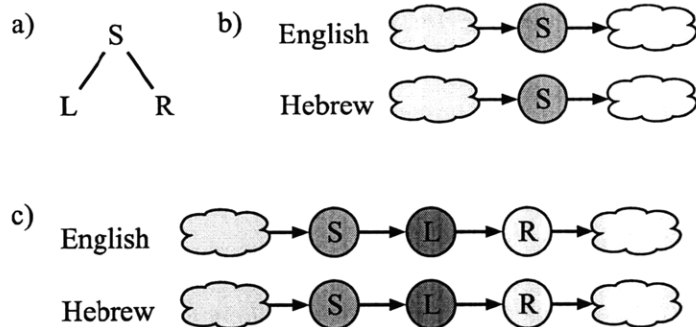 a)
S
L R
b)
English S
Hebrew S
c)
English S L R
Hebrew S L R